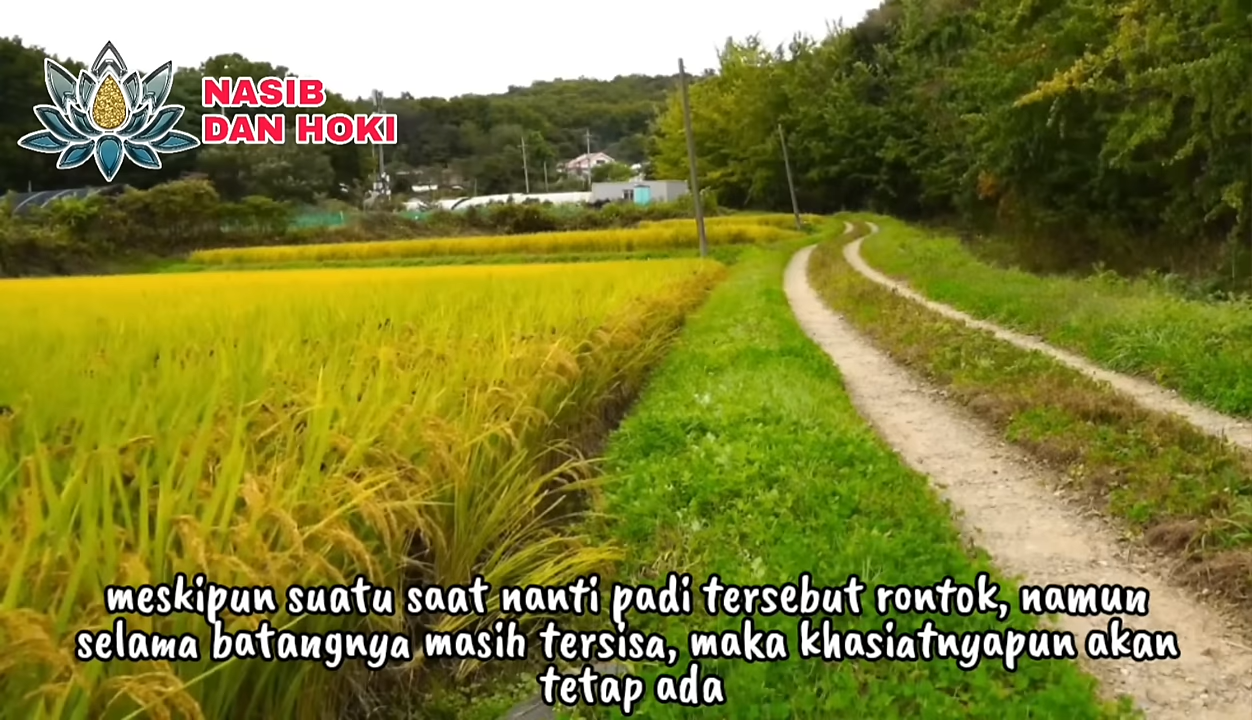 NASIB
DAN HOKI
meskipun suatu saat nanti padi tersebut rontok, namun
selama batangnya masih tersisa, maka khasiatnyapun akan
tetap ada